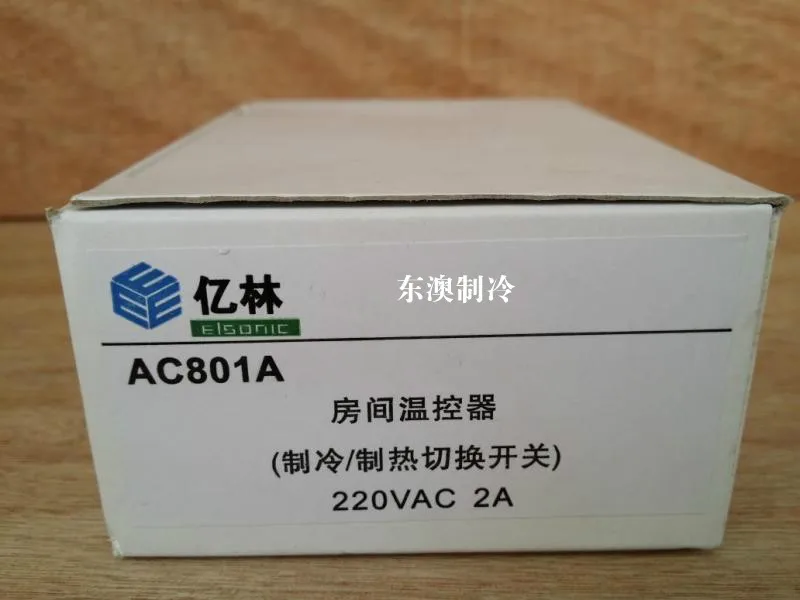 亿林
Elsonic
东澳制冷
AC801A
房间温控器
(制冷/制热切换开关)
220VAC 2A